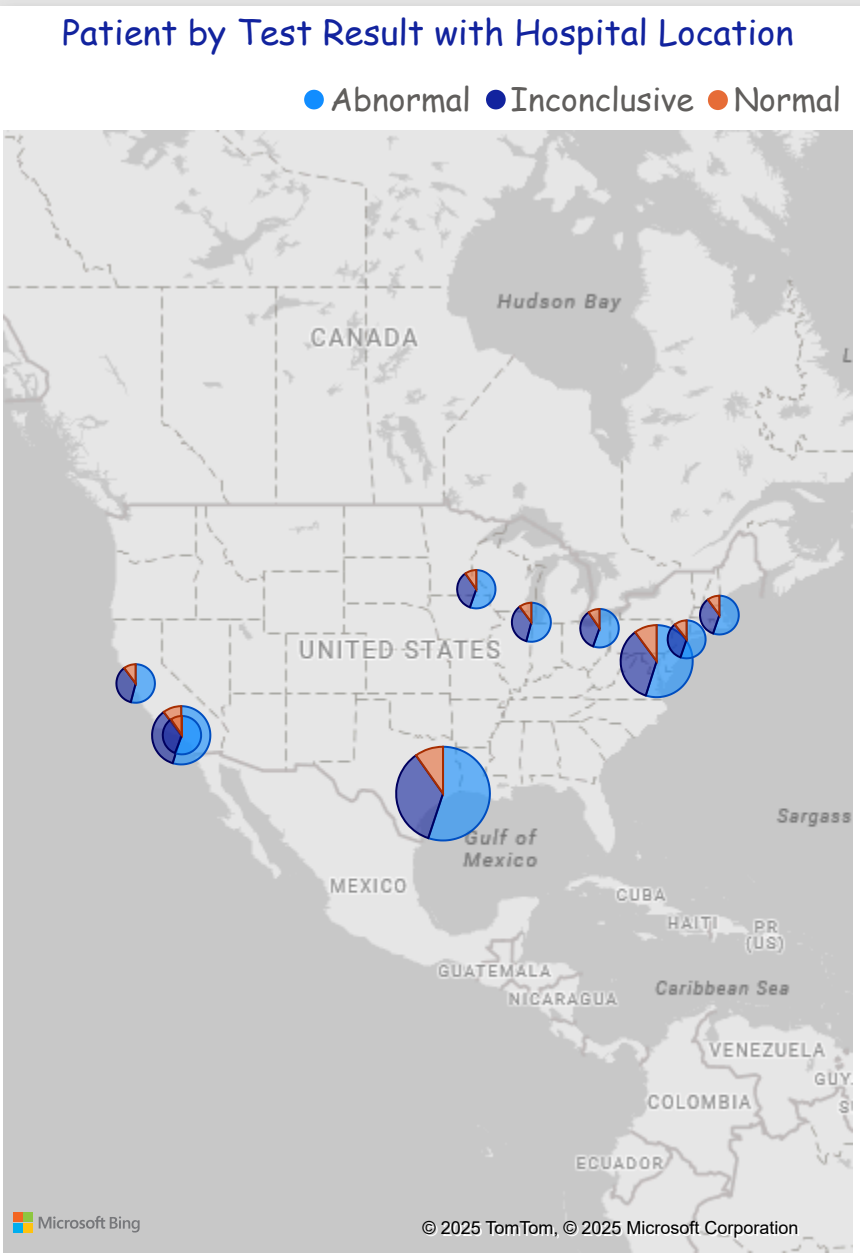 Patient by Test Result with Hospital Location
Abnormal Inconclusive Normal
Hudson Bay
CANADA
L
UNITED STATES
Sargass
Gulf of
Mexico
MEXICO
CUBA
HAITI
PR
(US)
GUATEMALA
Caribbean Sea
NICARAGUA
VENEZUELA
GUY
COLOMBIA
S
ECUADOR
Microsoft Bing
© 2025 TomTom, © 2025 Microsoft Corporation